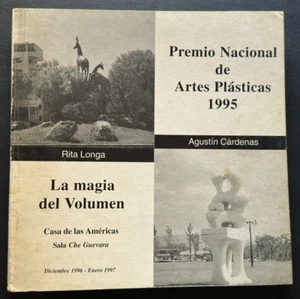 Premio Nacional
de
Artes Plásticas
1995
Rita Longa
Agustín Cárdenas
La magia
del Volumen
Casa de las Américas
Sala Che Guevara
Diciembre 1996 - Enero 1997